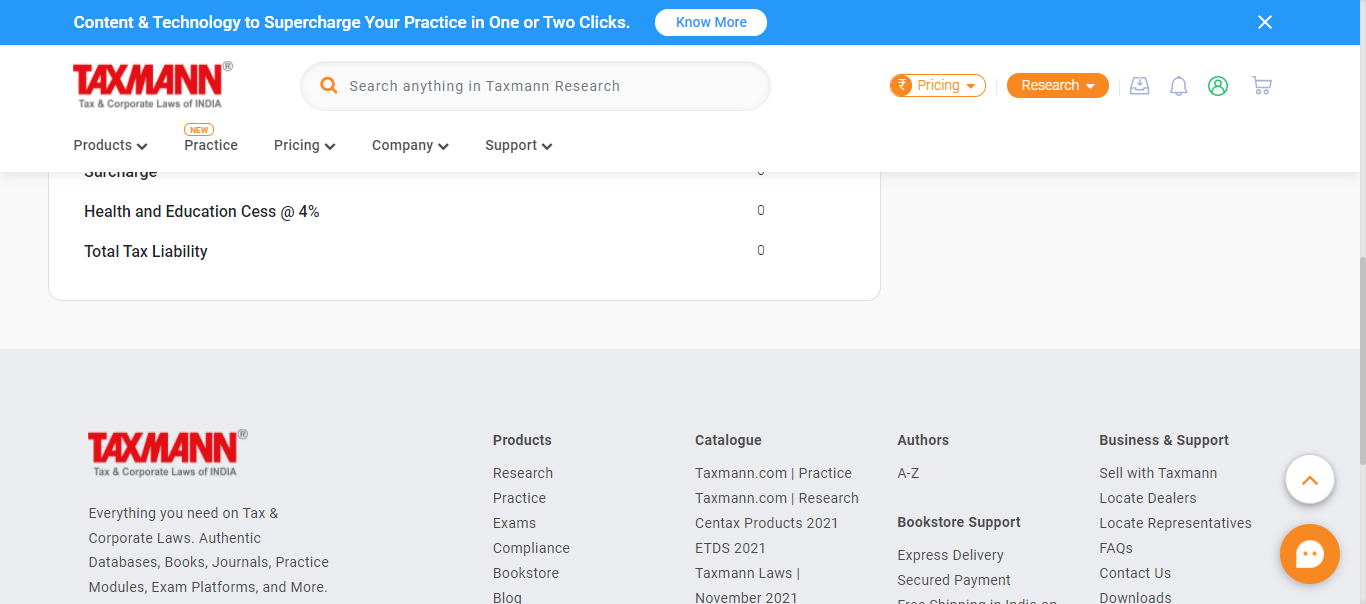 Content & Technology to Supercharge Your Practice in One or Two Clicks.
Know More
TAXMANN®
Tax & Corporate Laws of INDIA
Search anything in Taxmann Research
₹ Pricing
Research
Products
NEW
Practice
Pricing
Company
Support
Surcharge 0
Health and Education Cess @ 4% 0
Total Tax Liability 0
TAXMANN®
Tax & Corporate Laws of INDIA
Everything you need on Tax &
Corporate Laws. Authentic
Databases, Books, Journals, Practice
Modules, Exam Platforms, and More.
Products
Research
Practice
Exams
Compliance
Bookstore
Blog
Catalogue
Taxmann.com | Practice
Taxmann.com | Research
Centax Products 2021
ETDS 2021
Taxmann Laws |
November 2021
Authors
A-Z
Bookstore Support
Express Delivery
Secured Payment
Free Shipping in India on
Business & Support
Sell with Taxmann
Locate Dealers
Locate Representatives
FAQs
Contact Us
Downloads